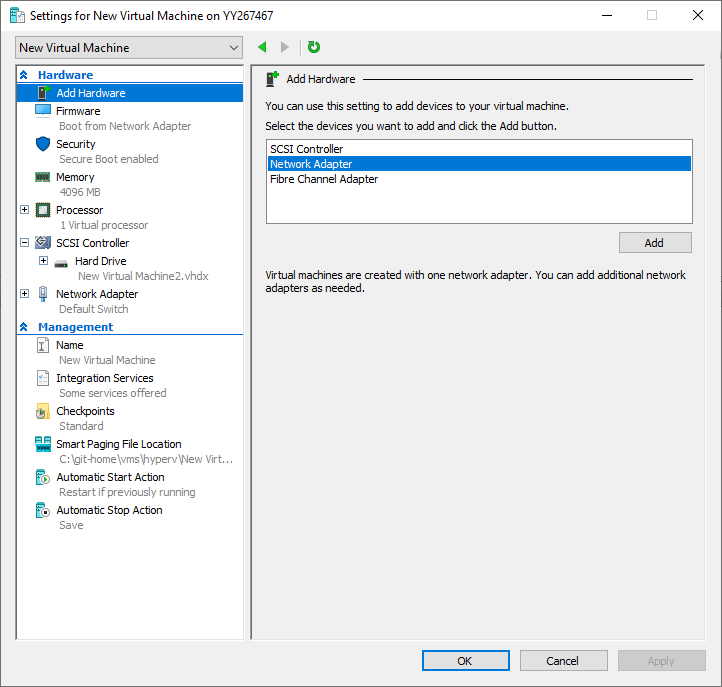 Settings for New Virtual Machine on YY267467
New Virtual Machine
Hardware
Add Hardware
Firmware
Boot from Network Adapter
Security
Secure Boot enabled
Memory
4096 MB
Processor
1 Virtual processor
SCSI Controller
Hard Drive
New Virtual Machine2.vhdx
Network Adapter
Default Switch
Management
Name
New Virtual Machine
Integration Services
Some services offered
Checkpoints
Standard
Smart Paging File Location
C:\git-home\vms\hyperv\New Virt...
Automatic Start Action
Restart if previously running
Automatic Stop Action
Save
Add Hardware
You can use this setting to add devices to your virtual machine.
Select the devices you want to add and click the Add button.
SCSI Controller
Network Adapter
Fibre Channel Adapter
Add
Virtual machines are created with one network adapter. You can add additional network
adapters as needed.
OK
Cancel
Apply